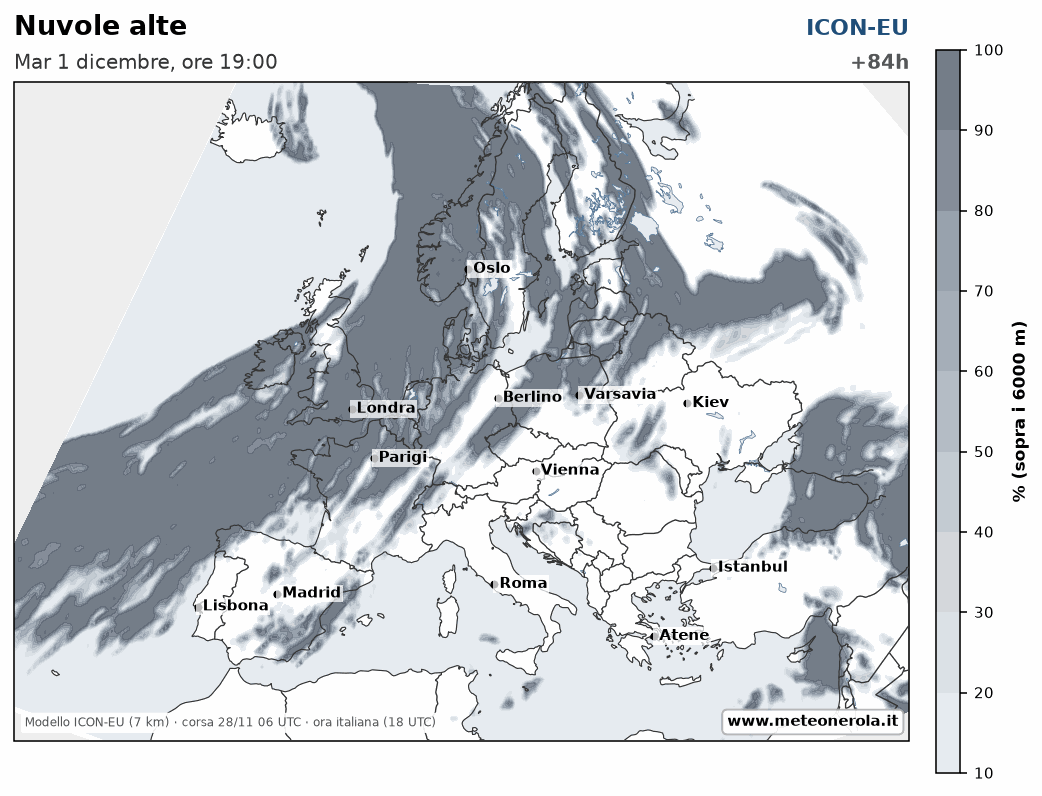 Nuvole alte
ICON-EU
Mar 1 dicembre, ore 19:00
+84h
100
90
80
70
60
50
40
30
20
10
% (sopra i 6000 m)
Oslo
Berlino
Varsavia
Kiev
Londra
Parigi
Vienna
Istanbul
Roma
Madrid
Lisbona
Atene
Modello ICON-EU (7 km) · corsa 28/11 06 UTC · ora italiana (18 UTC)
www.meteonerola.it